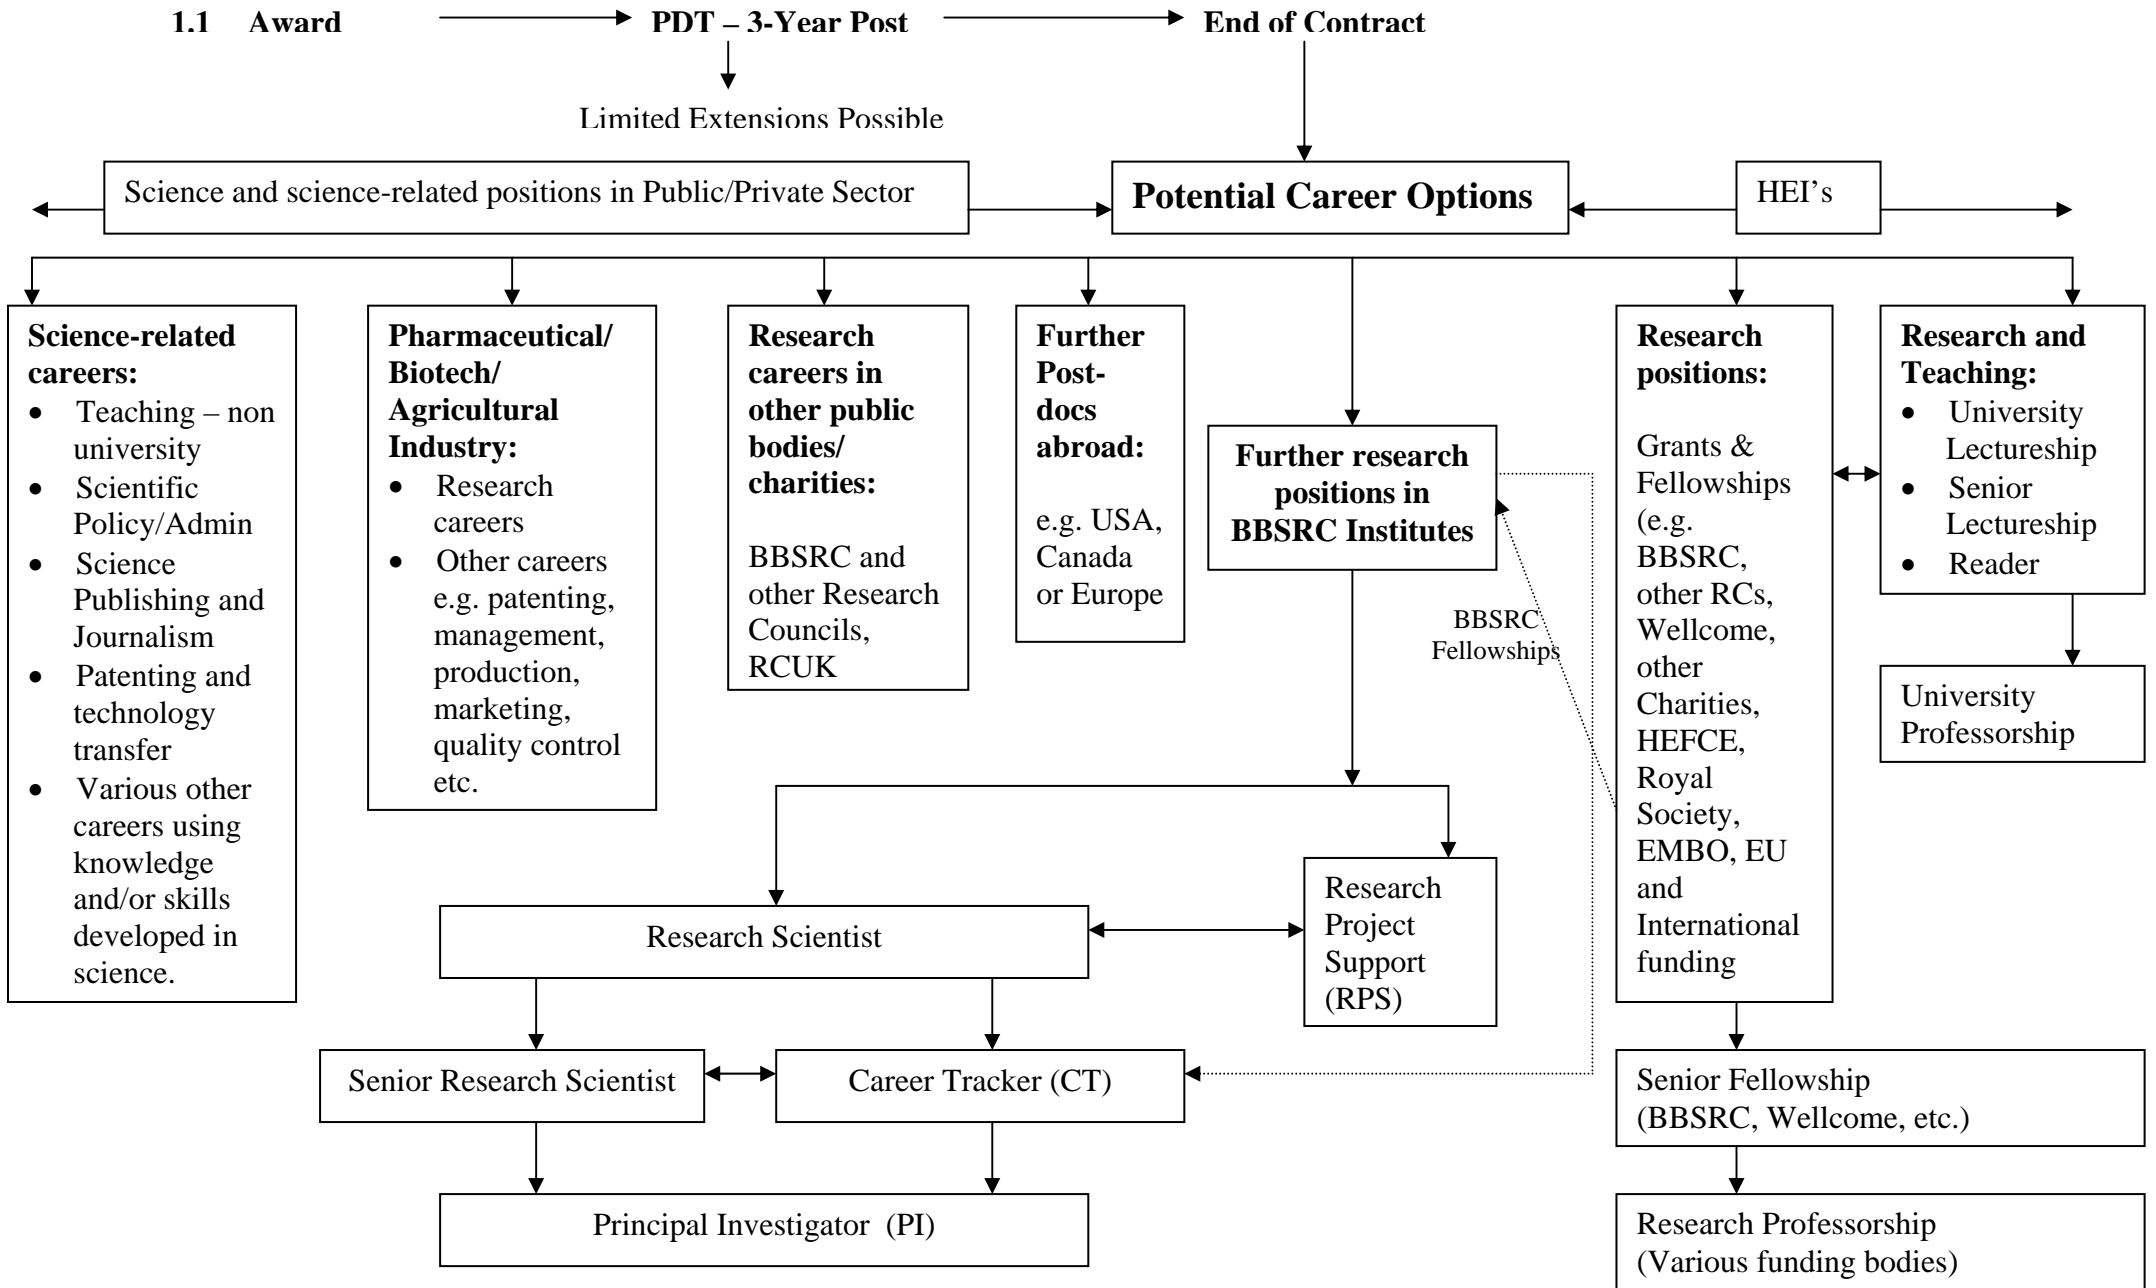 1.1 Award
PDT – 3-Year Post
End of Contract
Limited Extensions Possible
Science and science-related positions in Public/Private Sector
Potential Career Options
HEI's
Science-related
careers:
• Teaching – non
university
• Scientific
Policy/Admin
• Science
Publishing and
Journalism
• Patenting and
technology
transfer
• Various other
careers using
knowledge
and/or skills
developed in
science.
Pharmaceutical/
Biotech/
Agricultural
Industry:
• Research
careers
• Other careers
e.g. patenting,
management,
production,
marketing,
quality control
etc.
Research
careers in
other public
bodies/
charities:
BBSRC and
other Research
Councils,
RCUK
Further
Post-
docs
abroad:
e.g. USA,
Canada
or Europe
Further research
positions in
BBSRC Institutes
BBSRC
Fellowships
Research
positions:
Grants &
Fellowships
(e.g.
BBSRC,
other RCs,
Wellcome,
other
Charities,
HEFCE,
Royal
Society,
EMBO, EU
and
International
funding
Research and
Teaching:
• University
Lectureship
• Senior
Lectureship
• Reader
University
Professorship
Research Scientist
Research
Project
Support
(RPS)
Senior Research Scientist
Career Tracker (CT)
Principal Investigator (PI)
Senior Fellowship
(BBSRC, Wellcome, etc.)
Research Professorship
(Various funding bodies)